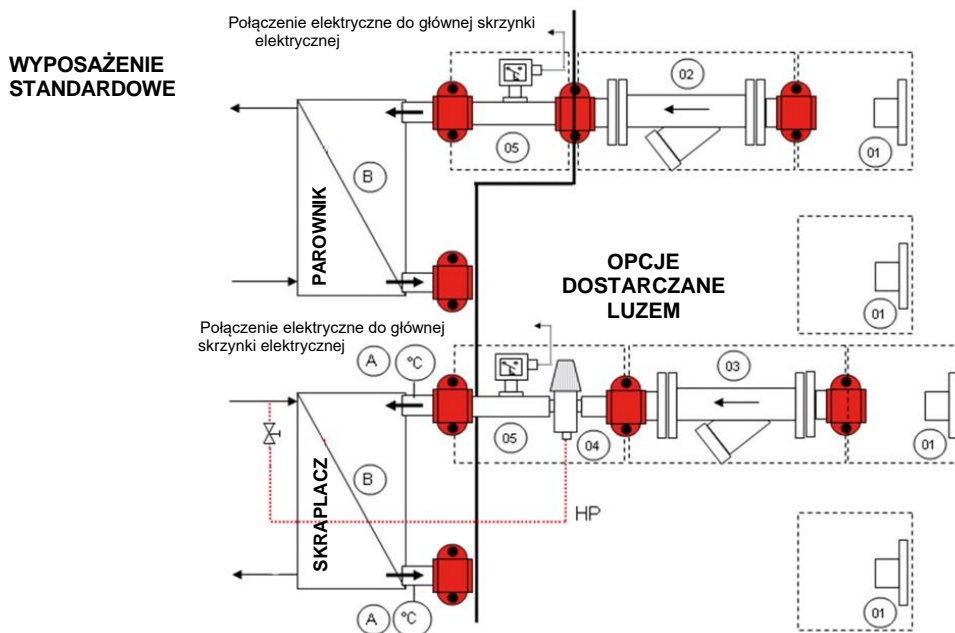 Połączenie elektryczne do głównej skrzynki
elektrycznej
WYPOSAŻENIE
STANDARDOWE
02
05
01
B
PAROWNIK
OPCJE
DOSTARCZANE
LUZEM
01
Połączenie elektryczne do głównej
skrzynki elektrycznej
A
°C
03
05
04
01
B
SKRAPLACZ
HP
01
A
°C